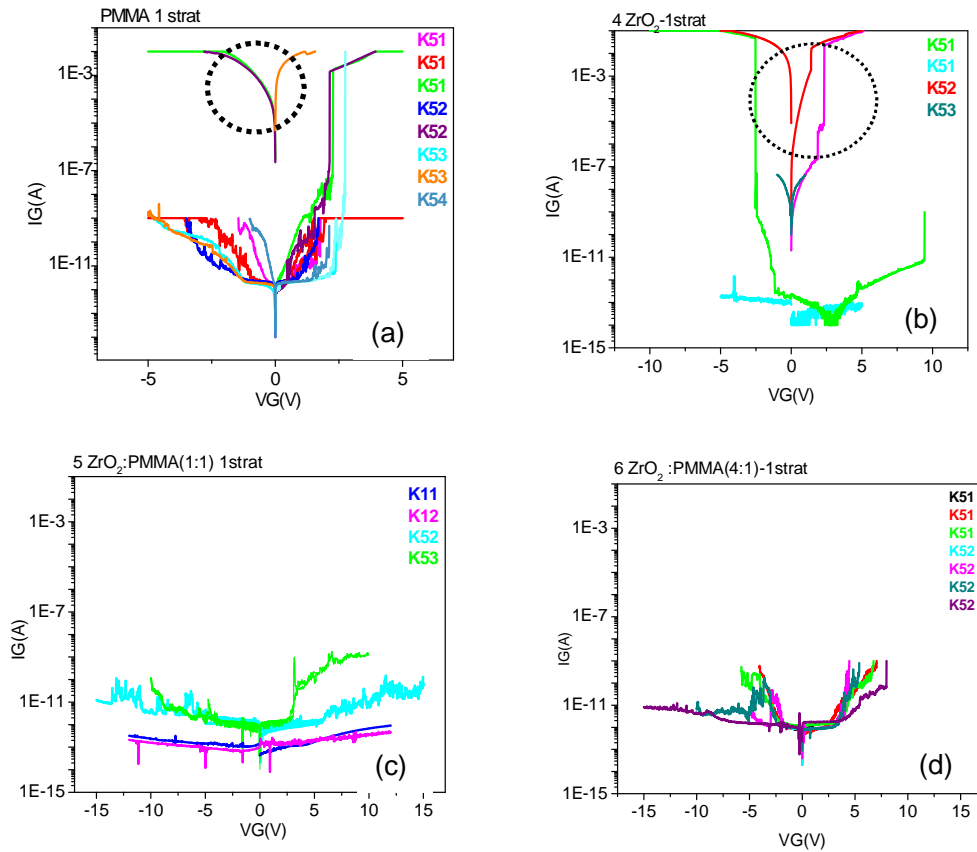 PMMA 1 strat
K51
K51
K51
K52
K52
K53
K53
K54
1E-3
1E-7
1E-11
IG(A)
-5
0
5
VG(V)
(a)
4 ZrO2-1strat
K51
K51
K52
K53
1E-3
1E-7
1E-11
1E-15
IG(A)
-10
-5
0
5
10
VG(V)
(b)
5 ZrO2:PMMA(1:1) 1strat
K11
K12
K52
K53
1E-3
1E-7
1E-11
1E-15
IG(A)
-15
-10
-5
0
5
10
15
VG(V)
(c)
6 ZrO2 :PMMA(4:1)-1strat
K51
K51
K51
K52
K52
K52
K52
1E-3
1E-7
1E-11
1E-15
IG(A)
-15
-10
-5
0
5
10
15
VG(V)
(d)